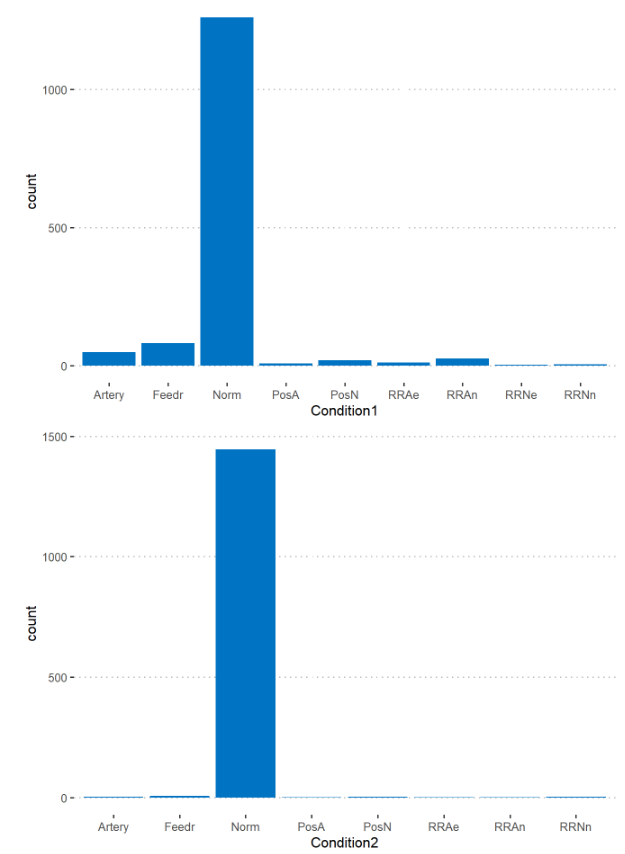 1000
count
500
0
Artery Feedr Norm PosA PosN RRAe RRAn RRNe RRNn
Condition1
1500
1000
count
500
0
Artery Feedr Norm PosA PosN RRAe RRAn RRNn
Condition2